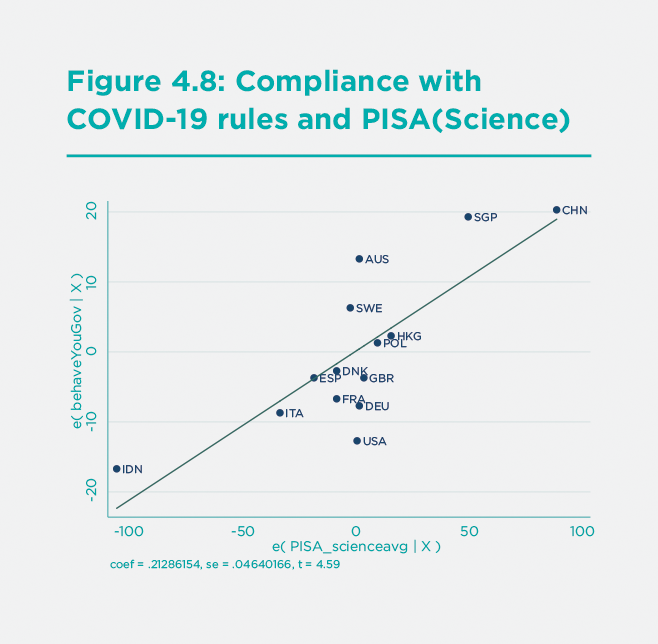 Figure 4.8: Compliance with
COVID-19 rules and PISA(Science)
e( behaveYouGov | X )
20
10
0
-10
-20
CHN
SGP
AUS
SWE
HKG
POL
DNK
ESP
GBR
FRA
DEU
ITA
USA
IDN
-100 -50 0 50 100
e( PISA_scienceavg | X )
coef = .21286154, se = .04640166, t = 4.59